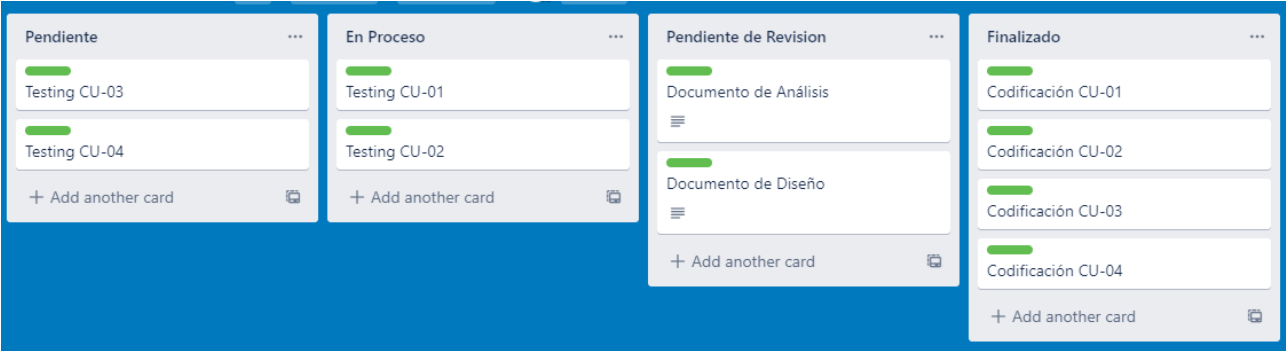 Pendiente
Testing CU-03
Testing CU-04
+ Add another card
En Proceso
Testing CU-01
Testing CU-02
+ Add another card
Pendiente de Revision
Documento de Análisis
Documento de Diseño
+ Add another card
Finalizado
Codificación CU-01
Codificación CU-02
Codificación CU-03
Codificación CU-04
+ Add another card